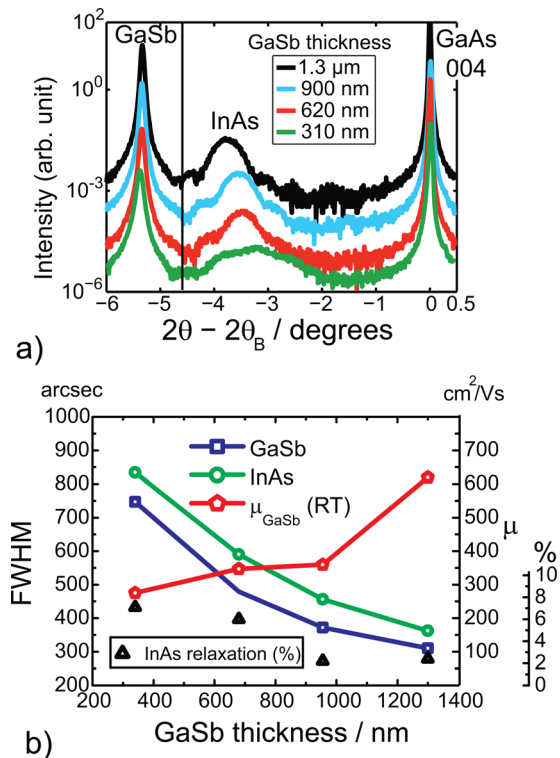 10²
GaSb
GaSb thickness
GaAs
004
1.3 µm
900 nm
620 nm
310 nm
10⁰
InAs
10⁻³
10⁻⁶
Intensity (arb. unit)
−6 −5 −4 −3 −2 −1 0 0.5
2θ − 2θB / degrees
a)
arcsec
cm²/Vs
1000
900
800
700
600
500
400
300
200
FWHM
GaSb
InAs
μGaSb (RT)
InAs relaxation (%)
700
600
500
400
300
200
100
μ
%
10
8
6
4
2
0
200 400 600 800 1000 1200 1400
GaSb thickness / nm
b)